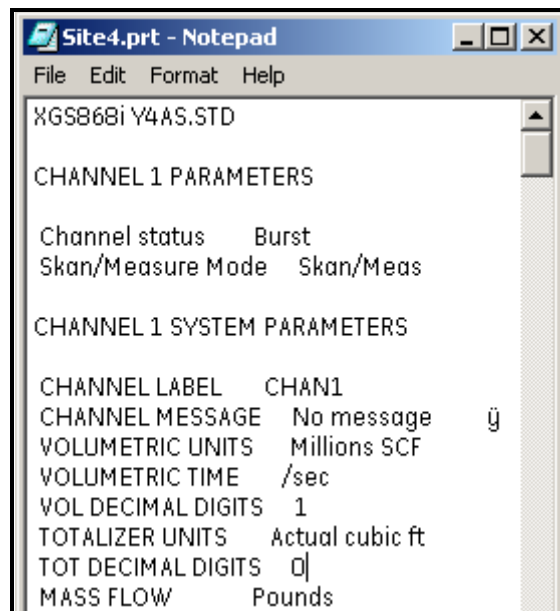 Site4.prt - Notepad
File Edit Format Help
XGS868i Y4AS.STD
CHANNEL 1 PARAMETERS
Channel status Burst
Skan/Measure Mode Skan/Meas
CHANNEL 1 SYSTEM PARAMETERS
CHANNEL LABEL CHAN1
CHANNEL MESSAGE No message ÿ
VOLUMETRIC UNITS Millions SCF
VOLUMETRIC TIME /sec
VOL DECIMAL DIGITS 1
TOTALIZER UNITS Actual cubic ft
TOT DECIMAL DIGITS 0
MASS FLOW Pounds